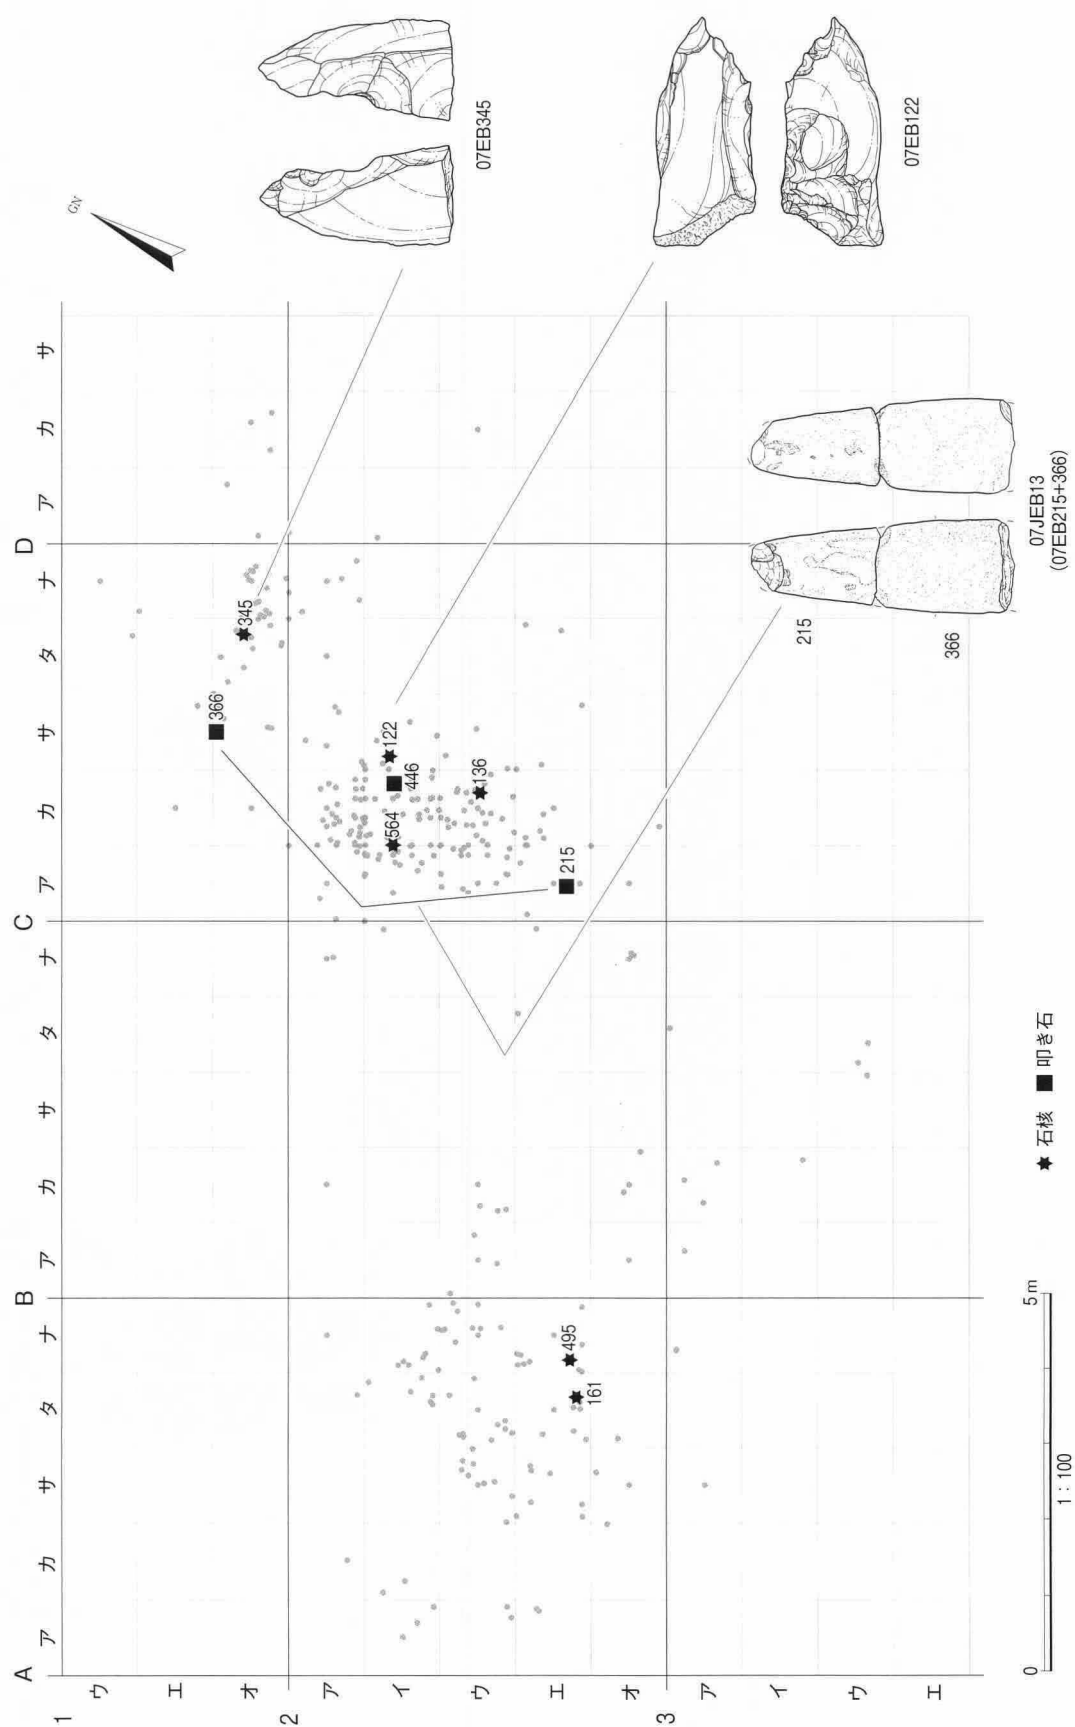 GN
07EB345
07EB122
07JEB13
(07EB215+366)
215
366
A
ア
カ
サ
タ
ナ
B
ア
カ
サ
タ
ナ
C
ア
カ
サ
タ
ナ
D
ア
カ
サ
1
ウ
エ
オ
2
ア
イ
ウ
エ
オ
3
ア
イ
ウ
エ
345
366
122
446
136
564
215
495
161
石核
叩き石
0
5 m
1 : 100